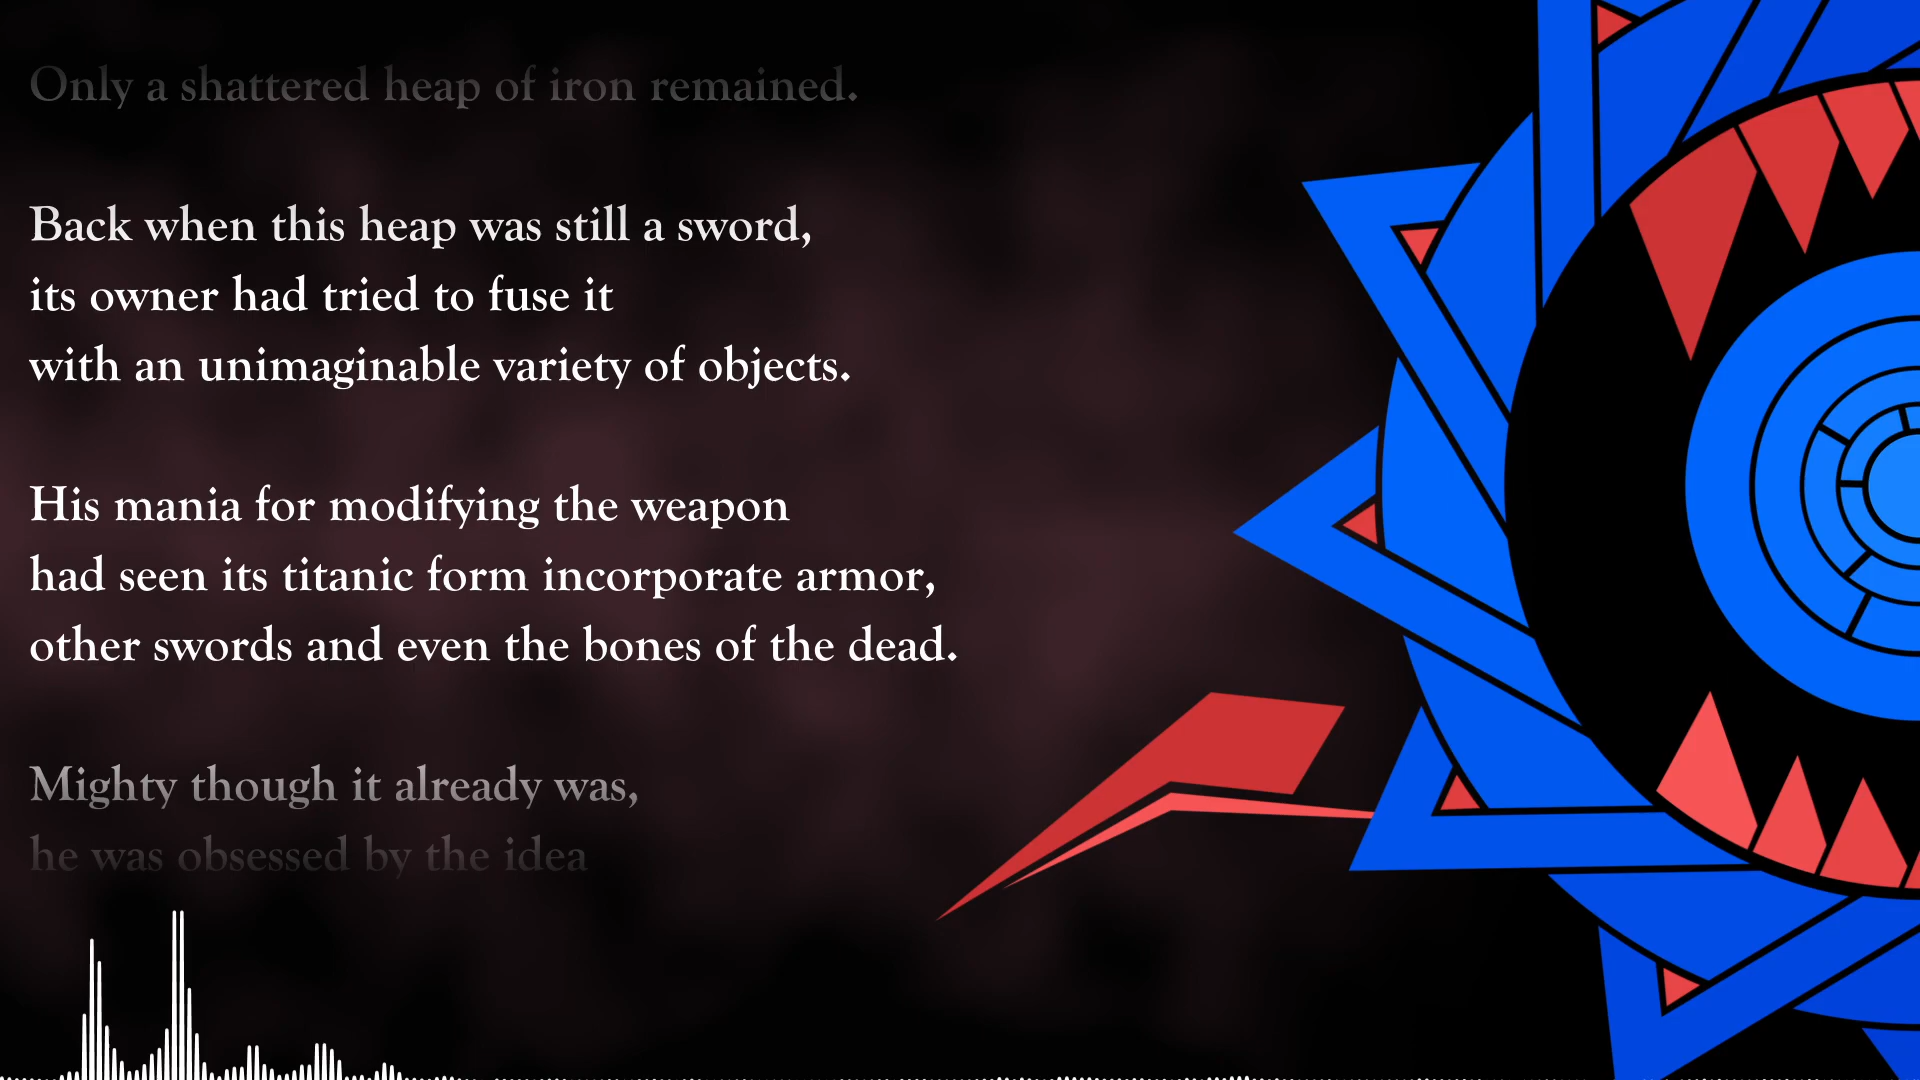 Only a shattered heap of iron remained.
Back when this heap was still a sword,
its owner had tried to fuse it
with an unimaginable variety of objects.
His mania for modifying the weapon
had seen its titanic form incorporate armor,
other swords and even the bones of the dead.
Mighty though it already was,
he was obsessed by the idea